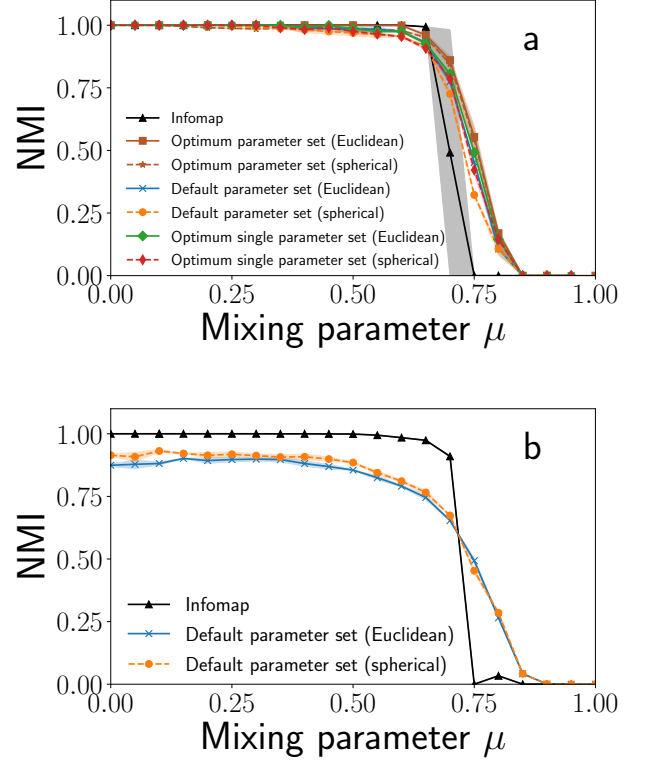 a
1.00
0.75
0.50
0.25
0.00
NMI
Infomap
Optimum parameter set (Euclidean)
Optimum parameter set (spherical)
Default parameter set (Euclidean)
Default parameter set (spherical)
Optimum single parameter set (Euclidean)
Optimum single parameter set (spherical)
0.00 0.25 0.50 0.75 1.00
Mixing parameter μ
b
1.00
0.75
0.50
0.25
0.00
NMI
Infomap
Default parameter set (Euclidean)
Default parameter set (spherical)
0.00 0.25 0.50 0.75 1.00
Mixing parameter μ